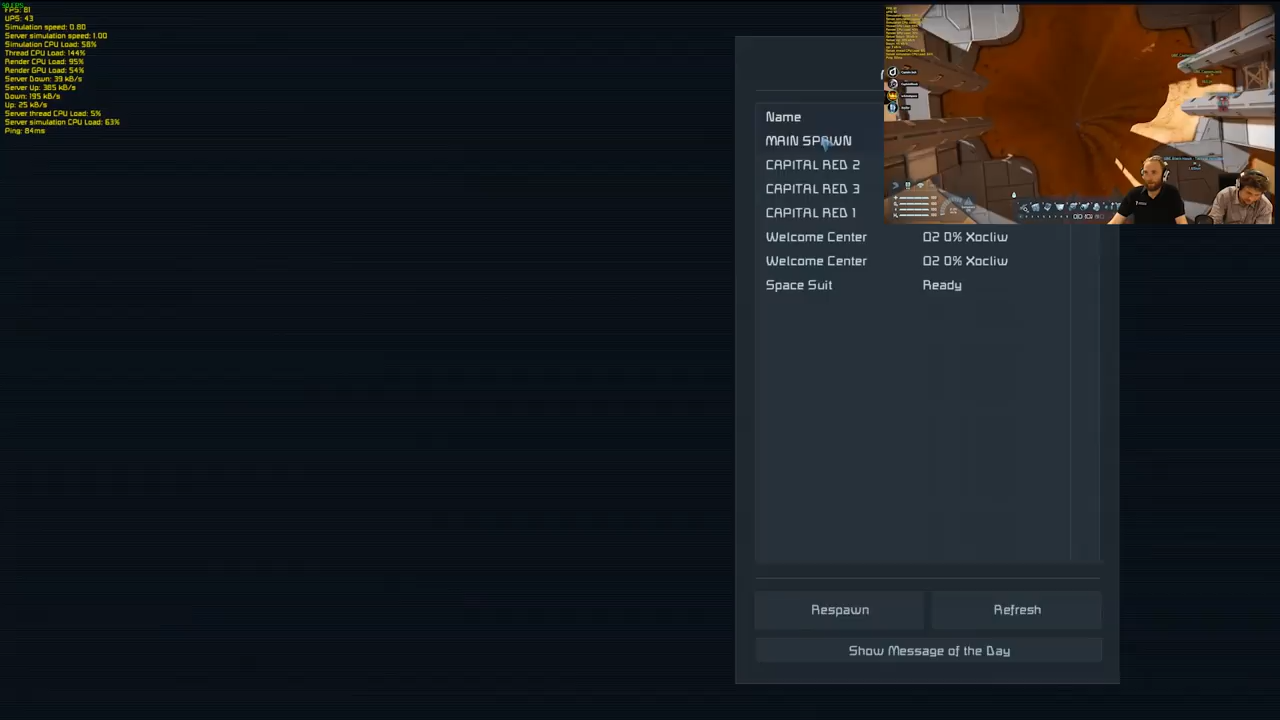 FPS: 81
UPS: 43
Simulation speed: 0.80
Server simulation speed: 1.00
Simulation CPU Load: 58%
Thread CPU Load: 144%
Render CPU Load: 95%
Render GPU Load: 54%
Server Down: 39 kB/s
Server Up: 385 kB/s
Down: 195 kB/s
Up: 25 kB/s
Server thread CPU Load: 5%
Server simulation CPU Load: 63%
Ping: 84ms
Name
MAIN SPAWN
CAPITAL RED 2
CAPITAL RED 3
CAPITAL RED 1
Welcome Center O2 0% Xocliw
Welcome Center O2 0% Xocliw
Space Suit Ready
Respawn Refresh
Show Message of the Day